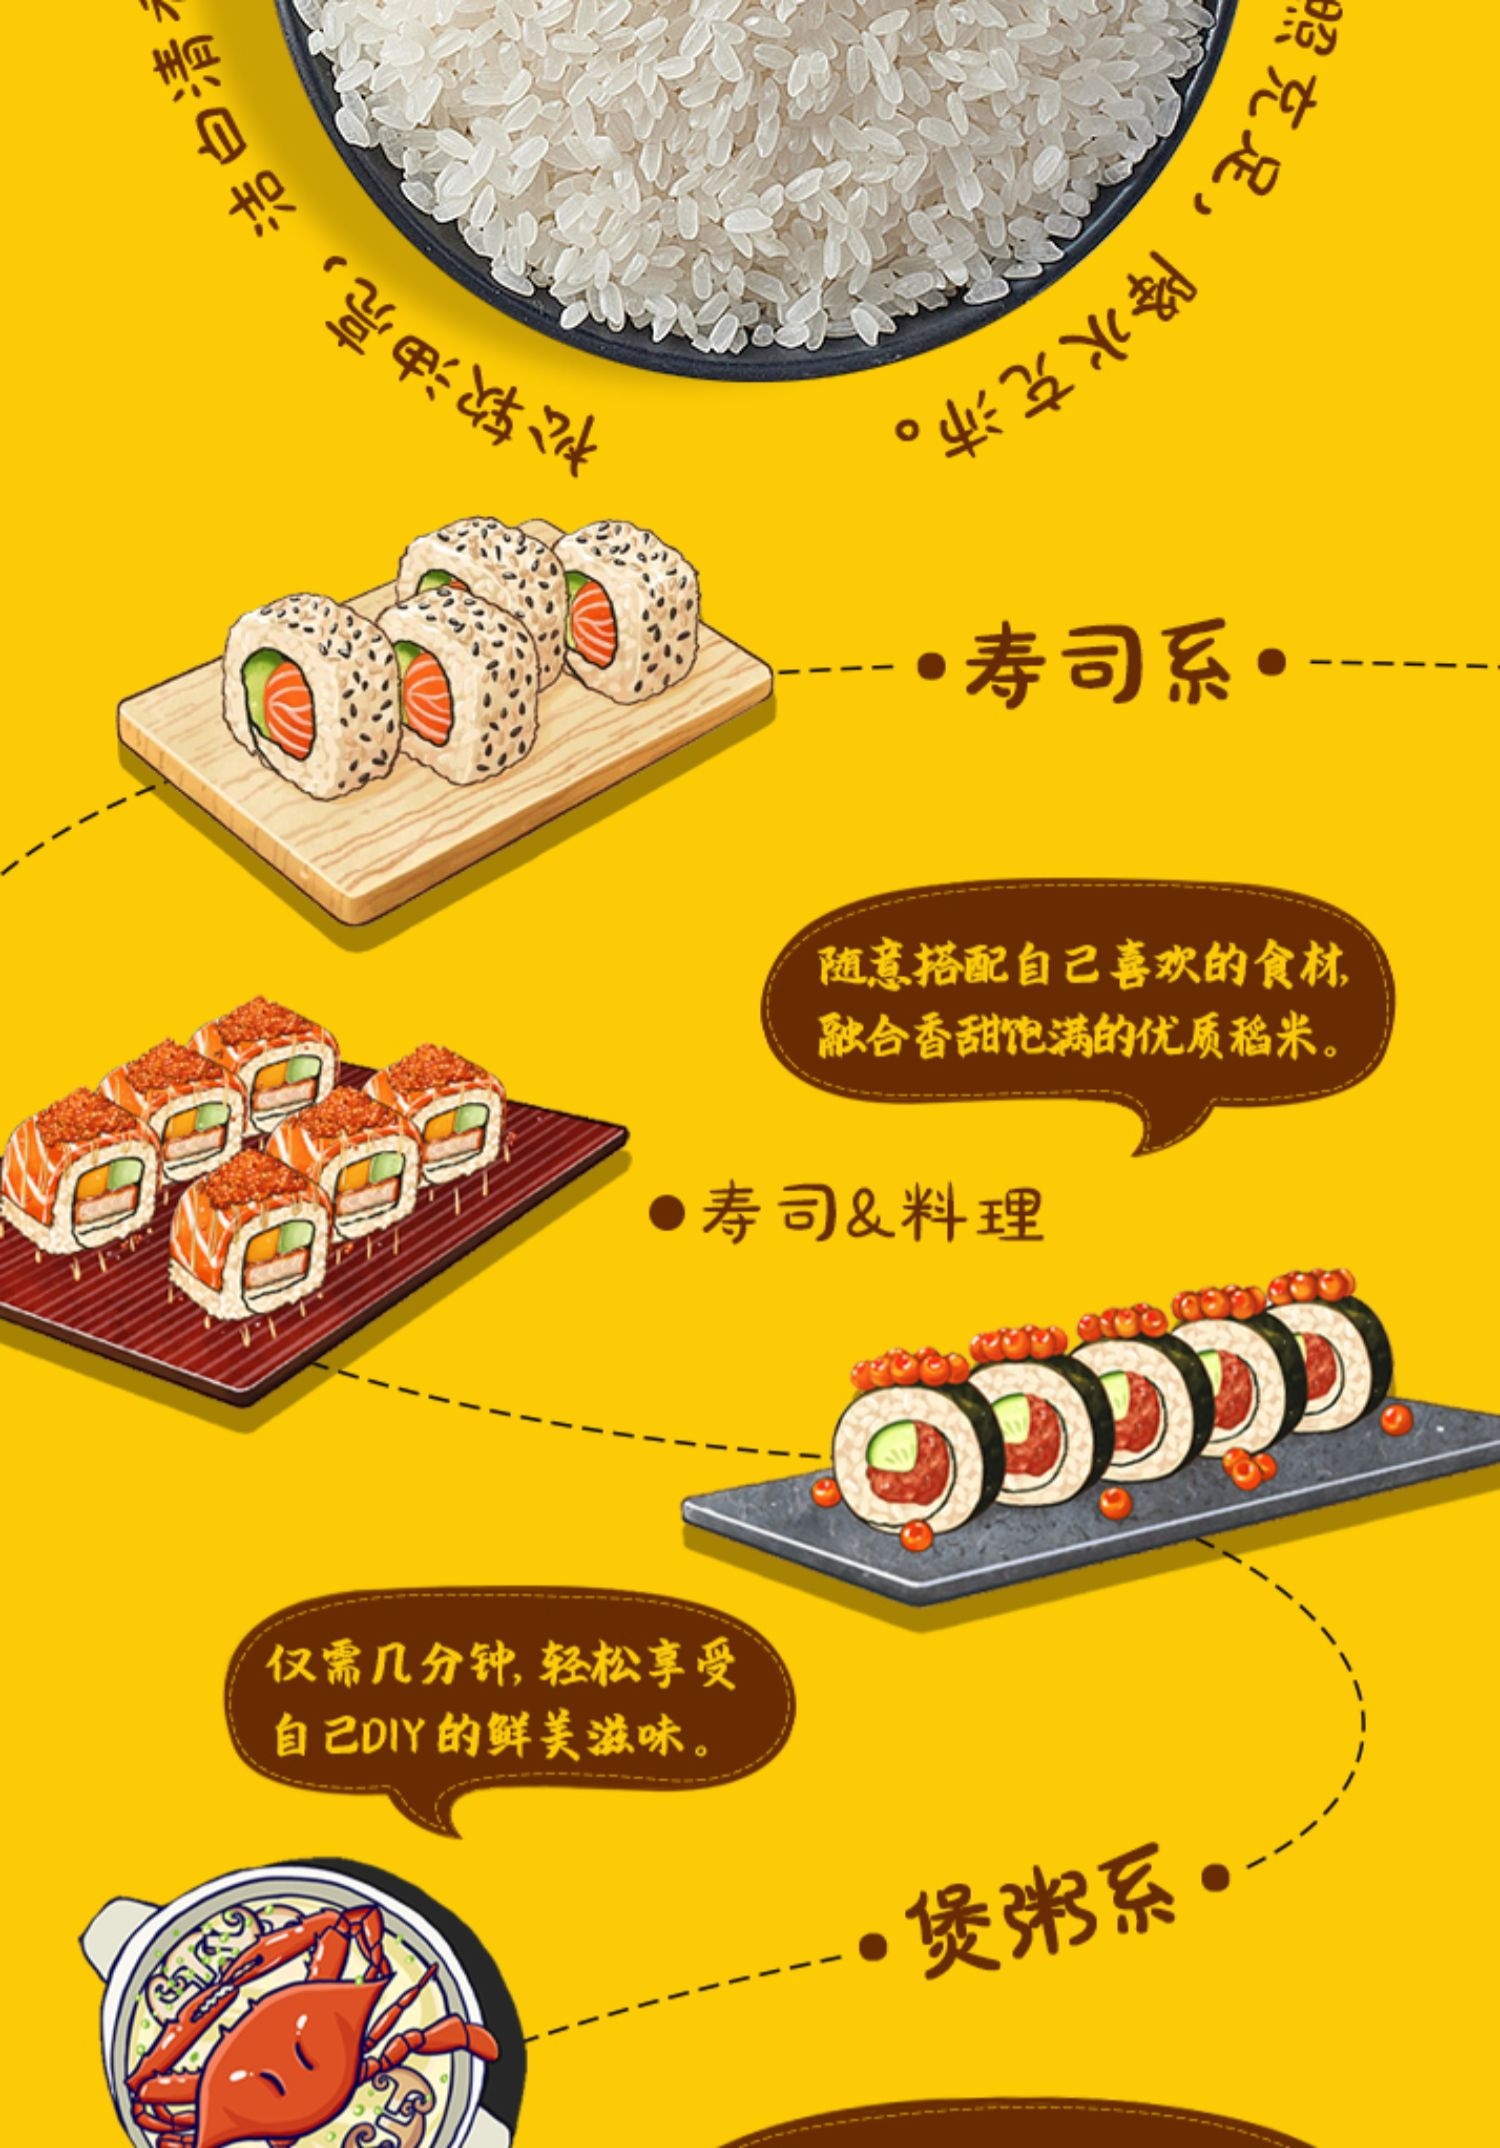 照充足，降水充沛。
松软油亮，洁白清
寿司系
随意搭配自己喜欢的食材,
融合香甜饱满的优质稻米。
寿司&料理
仅需几分钟,轻松享受
自己DIY的鲜美滋味。
煲粥系